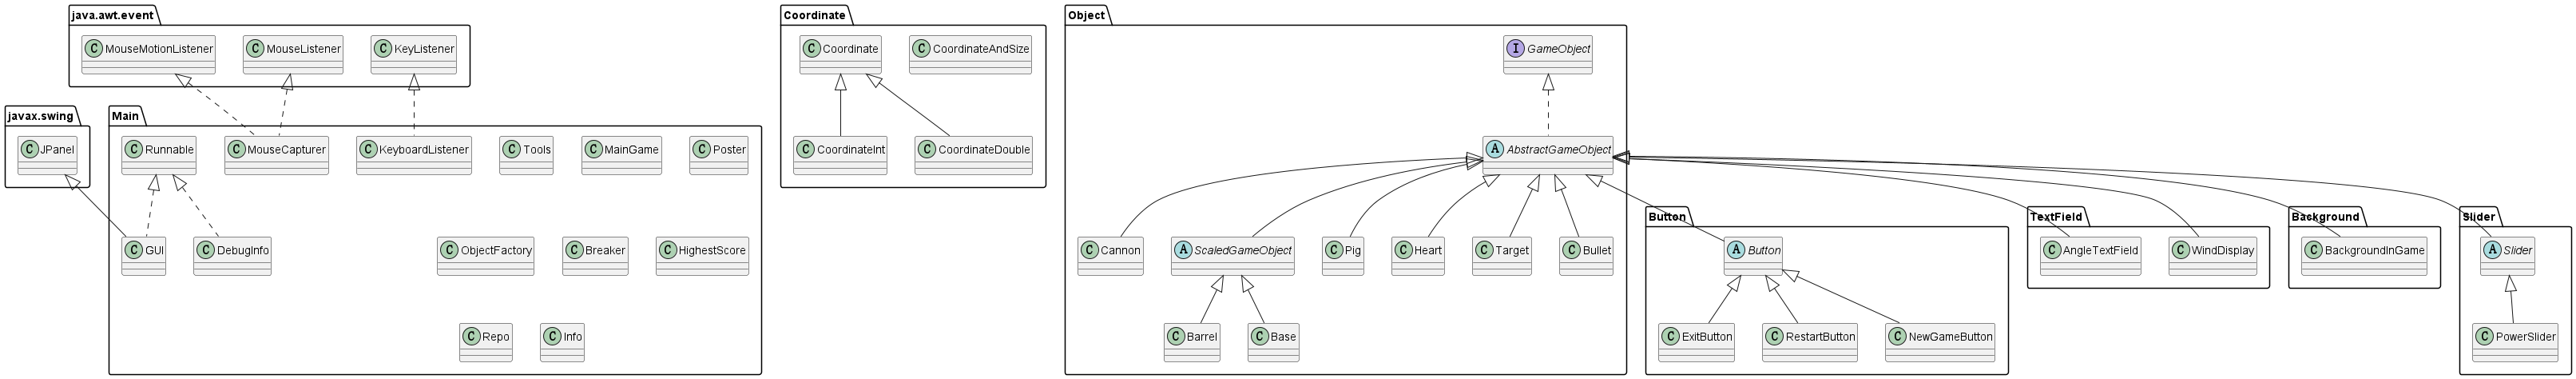 java.awt.event
C MouseMotionListener
C MouseListener
C KeyListener
Coordinate
C Coordinate
C CoordinateAndSize
Object
I GameObject
javax.swing
C JPanel
Main
C Runnable
C MouseCapturer
C KeyboardListener
C Tools
C MainGame
C Poster
C CoordinateInt
C CoordinateDouble
A AbstractGameObject
C GUI
C DebugInfo
C ObjectFactory
C Breaker
C HighestScore
C Cannon
A ScaledGameObject
C Pig
C Heart
C Target
C Bullet
Button
A Button
TextField
C AngleTextField
C WindDisplay
Background
C BackgroundInGame
Slider
A Slider
C Repo
C Info
C Barrel
C Base
C ExitButton
C RestartButton
C NewGameButton
C PowerSlider